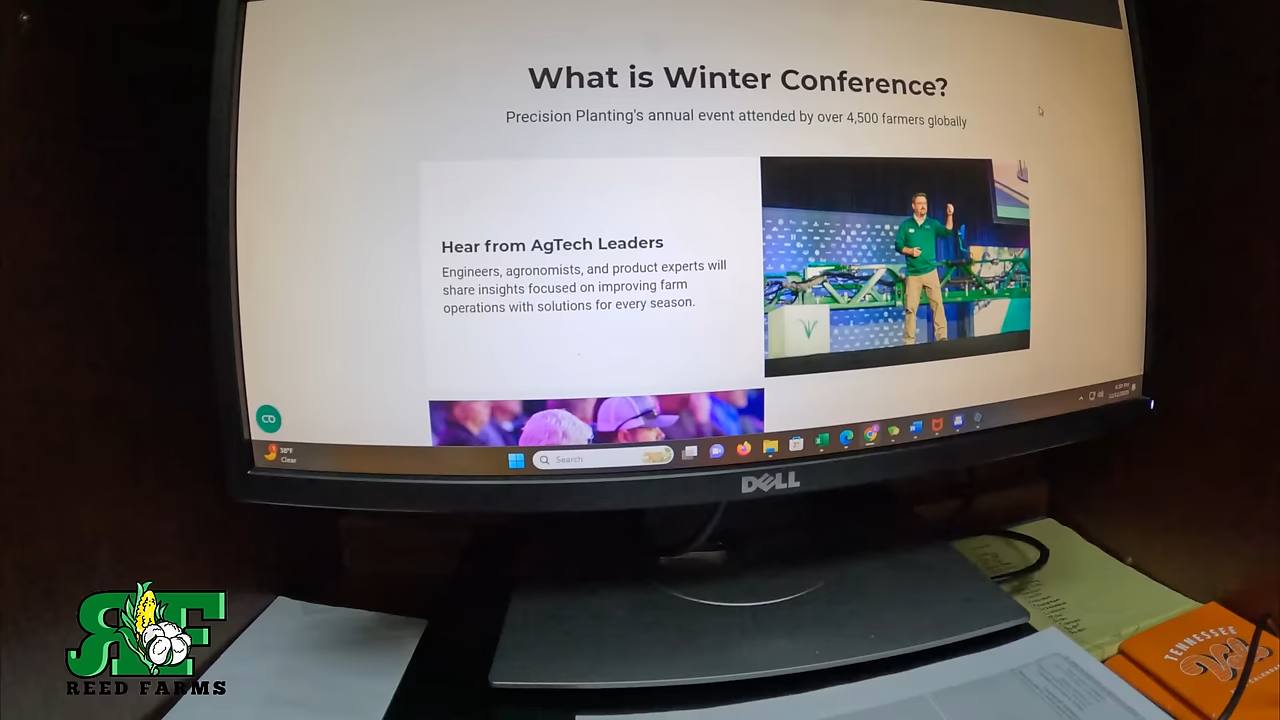 What is Winter Conference?
Precision Planting's annual event attended by over 4,500 farmers globally
Hear from AgTech Leaders
Engineers, agronomists, and product experts will
share insights focused on improving farm
operations with solutions for every season.
38°F
Clear
Search
DELL
REED FARMS
TENNESSEE